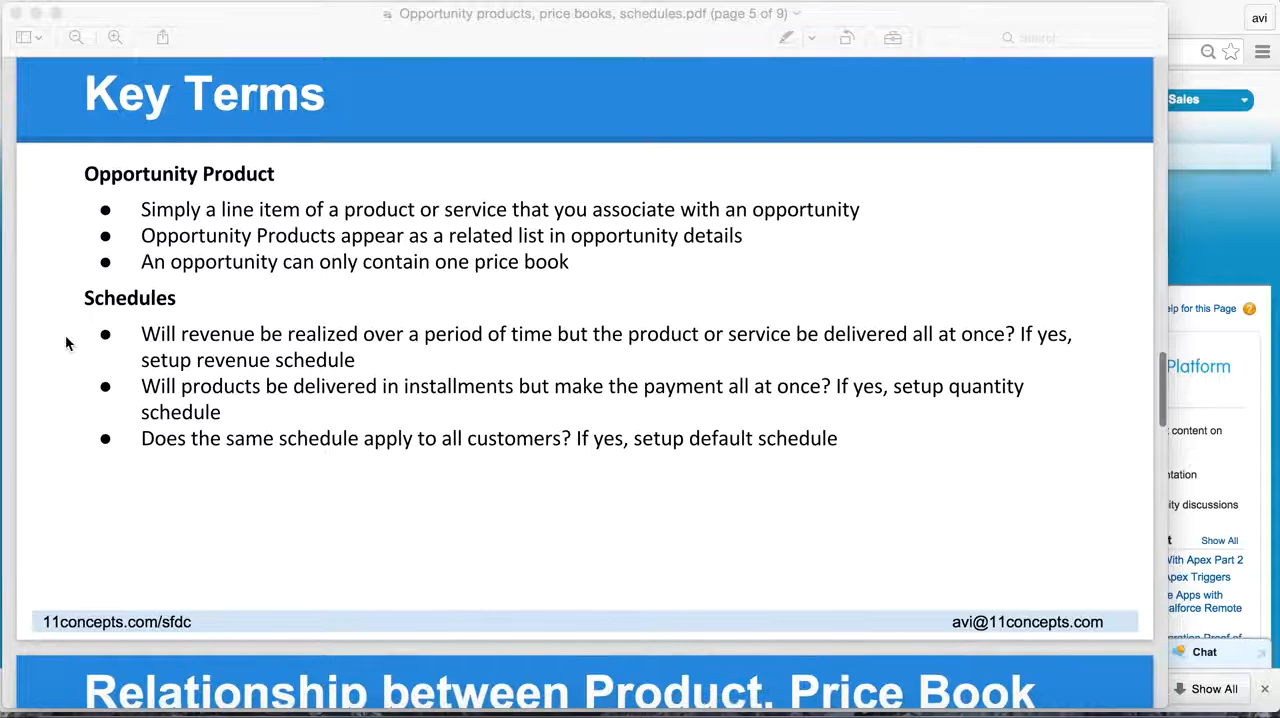 Opportunity products, price books, schedules.pdf (page 5 of 9)
avi
Search
Key Terms
Sales
Opportunity Product
● Simply a line item of a product or service that you associate with an opportunity
● Opportunity Products appear as a related list in opportunity details
● An opportunity can only contain one price book
Schedules
● Will revenue be realized over a period of time but the product or service be delivered all at once? If yes,
setup revenue schedule
● Will products be delivered in installments but make the payment all at once? If yes, setup quantity
schedule
● Does the same schedule apply to all customers? If yes, setup default schedule
11concepts.com/sfdc
avi@11concepts.com
Relationship between Product, Price Book
for this Page
Platform
content on
discussions
Show All
With Apex Part 2
Apex Triggers
Apps with
Remote
Proof of
Chat
Show All